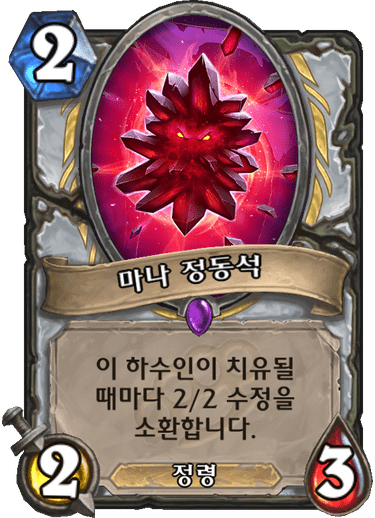 2
마나 정동석
이 하수인이 치유될
때마다 2/2 수정을
소환합니다.
2
정령
3